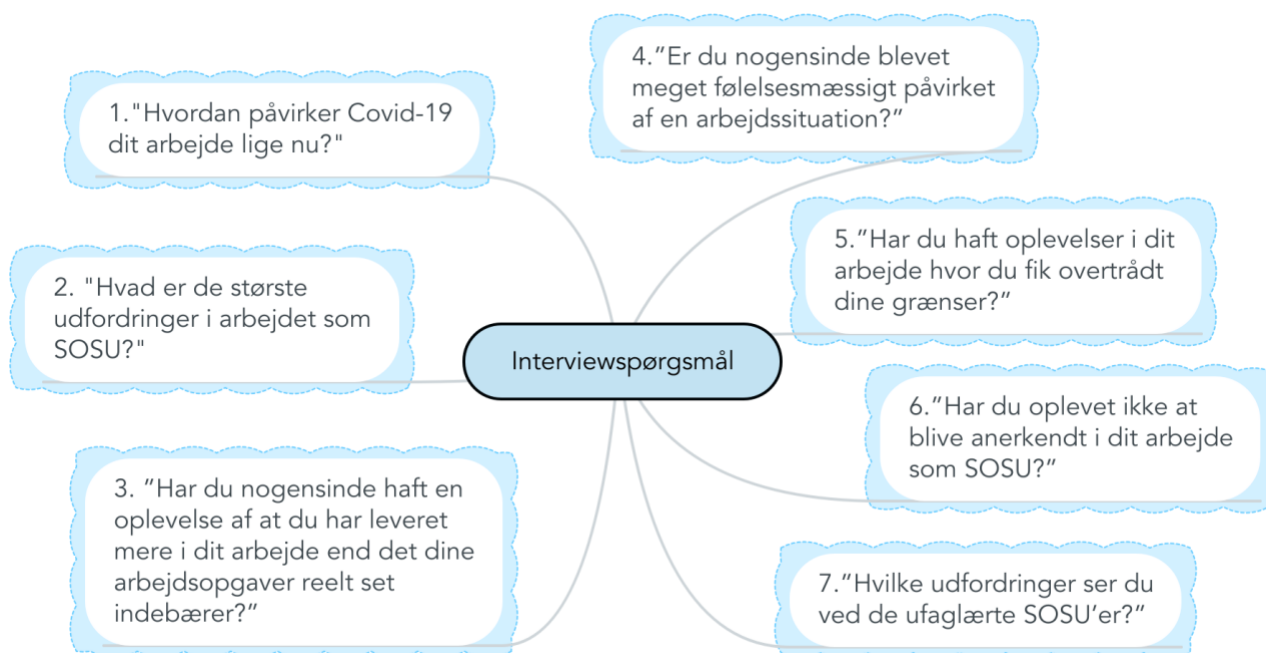 1."Hvordan påvirker Covid-19
dit arbejde lige nu?"
2. "Hvad er de største
udfordringer i arbejdet som
SOSU?"
3. ”Har du nogensinde haft en
oplevelse af at du har leveret
mere i dit arbejde end det dine
arbejdsopgaver reelt set
indebærer?”
Interviewspørgsmål
4.”Er du nogensinde blevet
meget følelsesmæssigt påvirket
af en arbejdssituation?”
5.”Har du haft oplevelser i dit
arbejde hvor du fik overtrådt
dine grænser?”
6.”Har du oplevet ikke at
blive anerkendt i dit arbejde
som SOSU?”
7.”Hvilke udfordringer ser du
ved de ufaglærte SOSU’er?”